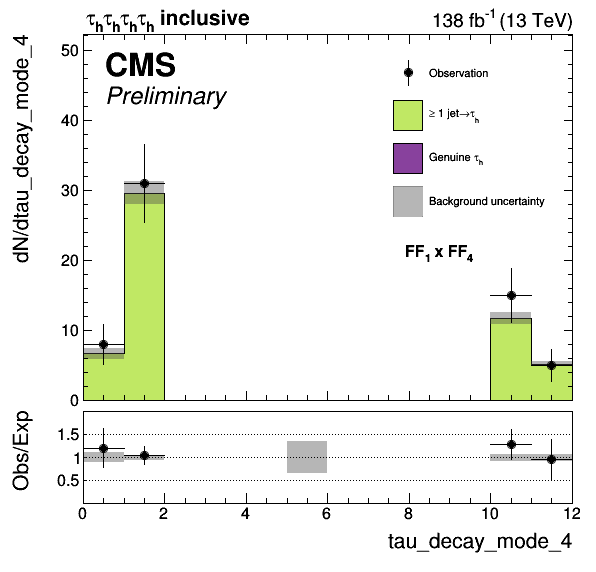 τhτhτhτh inclusive 138 fb⁻¹ (13 TeV)
CMS
Preliminary
Observation
≥ 1 jet→τh
Genuine τh
Background uncertainty
FF1 x FF4
dN/dtau_decay_mode_4
50
40
30
20
10
0
Obs/Exp
1.5
1
0.5
0 2 4 6 8 10 12
tau_decay_mode_4